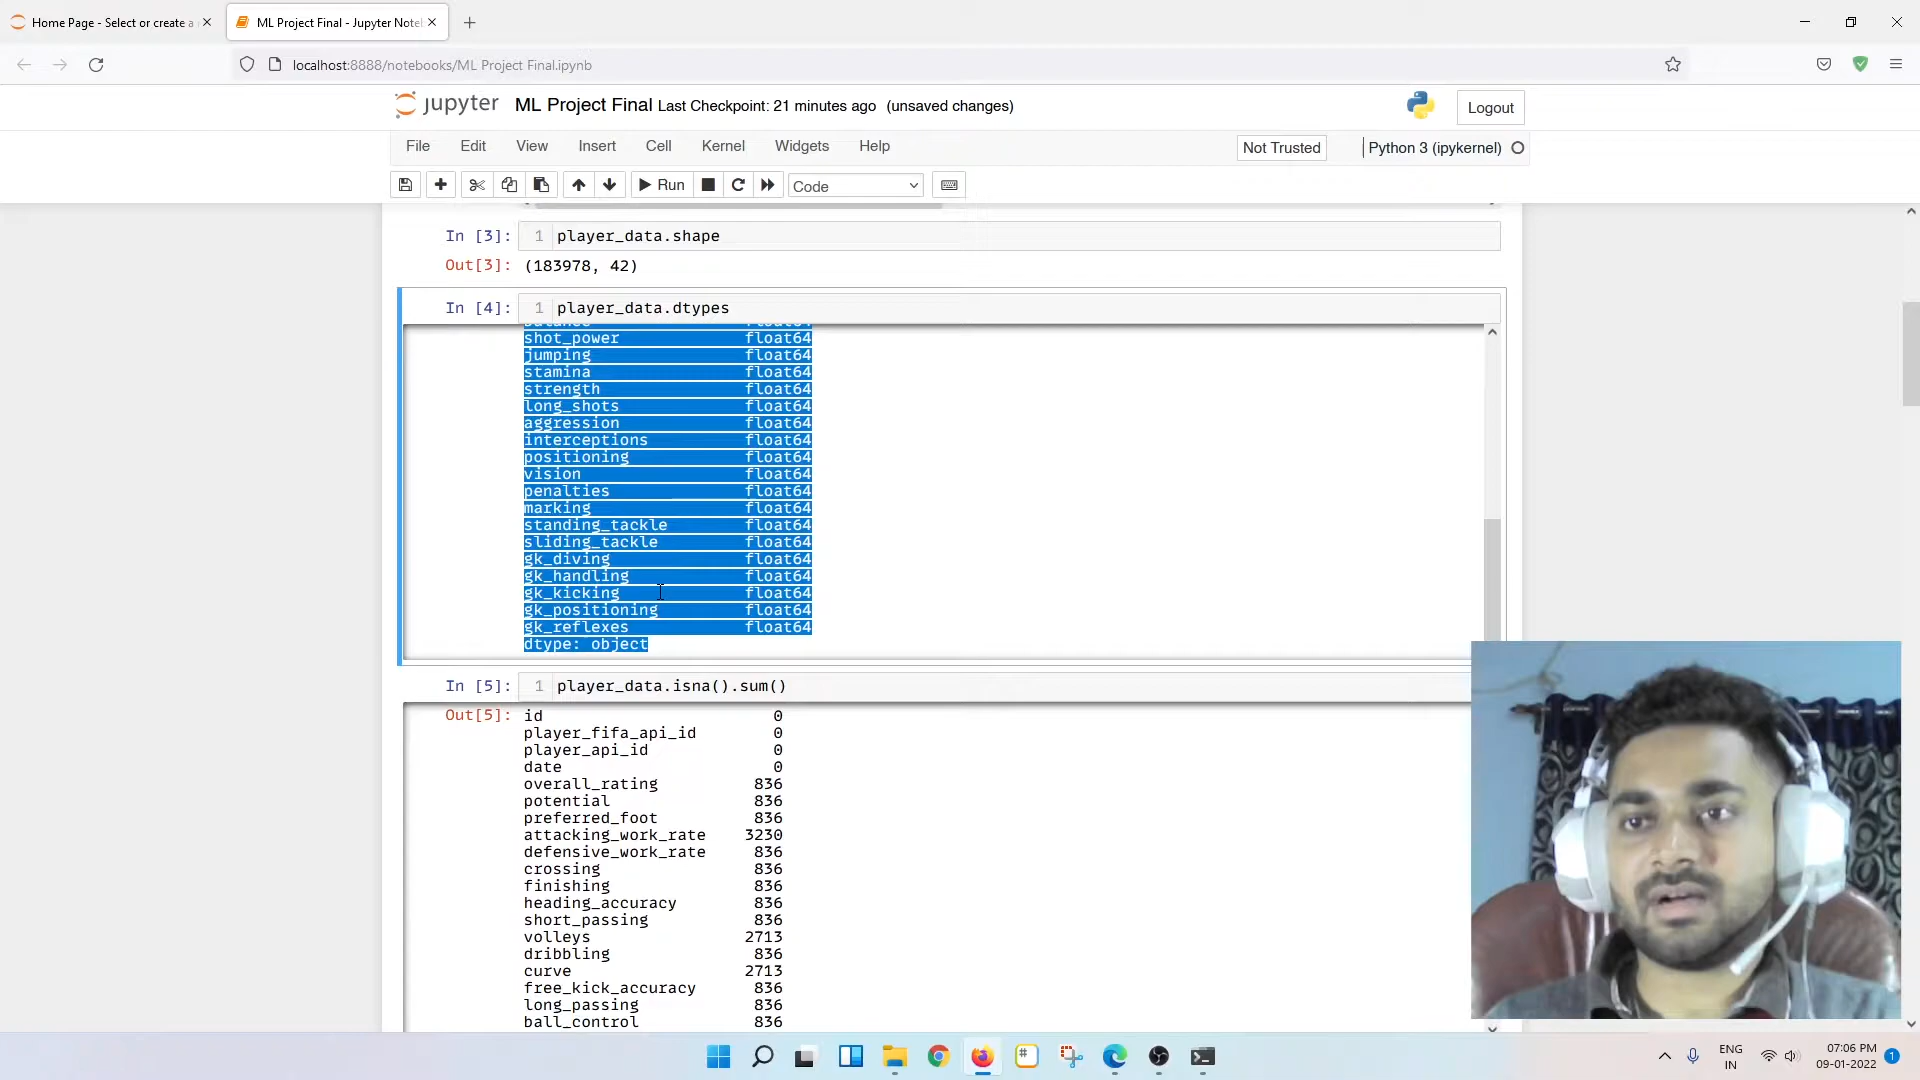 Home Page - Select or create a
ML Project Final - Jupyter Note
localhost:8888/notebooks/ML Project Final.ipynb
jupyter ML Project Final Last Checkpoint: 21 minutes ago (unsaved changes)
Logout
File Edit View Insert Cell Kernel Widgets Help
Not Trusted
Python 3 (ipykernel)
Run
Code
In [3]: 1 player_data.shape
Out[3]: (183978, 42)
In [4]: 1 player_data.dtypes
balance float64
shot_power float64
jumping float64
stamina float64
strength float64
long_shots float64
aggression float64
interceptions float64
positioning float64
vision float64
penalties float64
marking float64
standing_tackle float64
sliding_tackle float64
gk_diving float64
gk_handling float64
gk_kicking float64
gk_positioning float64
gk_reflexes float64
dtype: object
In [5]: 1 player_data.isna().sum()
Out[5]: id 0
player_fifa_api_id 0
player_api_id 0
date 0
overall_rating 836
potential 836
preferred_foot 836
attacking_work_rate 3230
defensive_work_rate 836
crossing 836
finishing 836
heading_accuracy 836
short_passing 836
volleys 2713
dribbling 836
curve 2713
free_kick_accuracy 836
long_passing 836
ball_control 836
ENG
IN
07:06 PM
09-01-2022
1